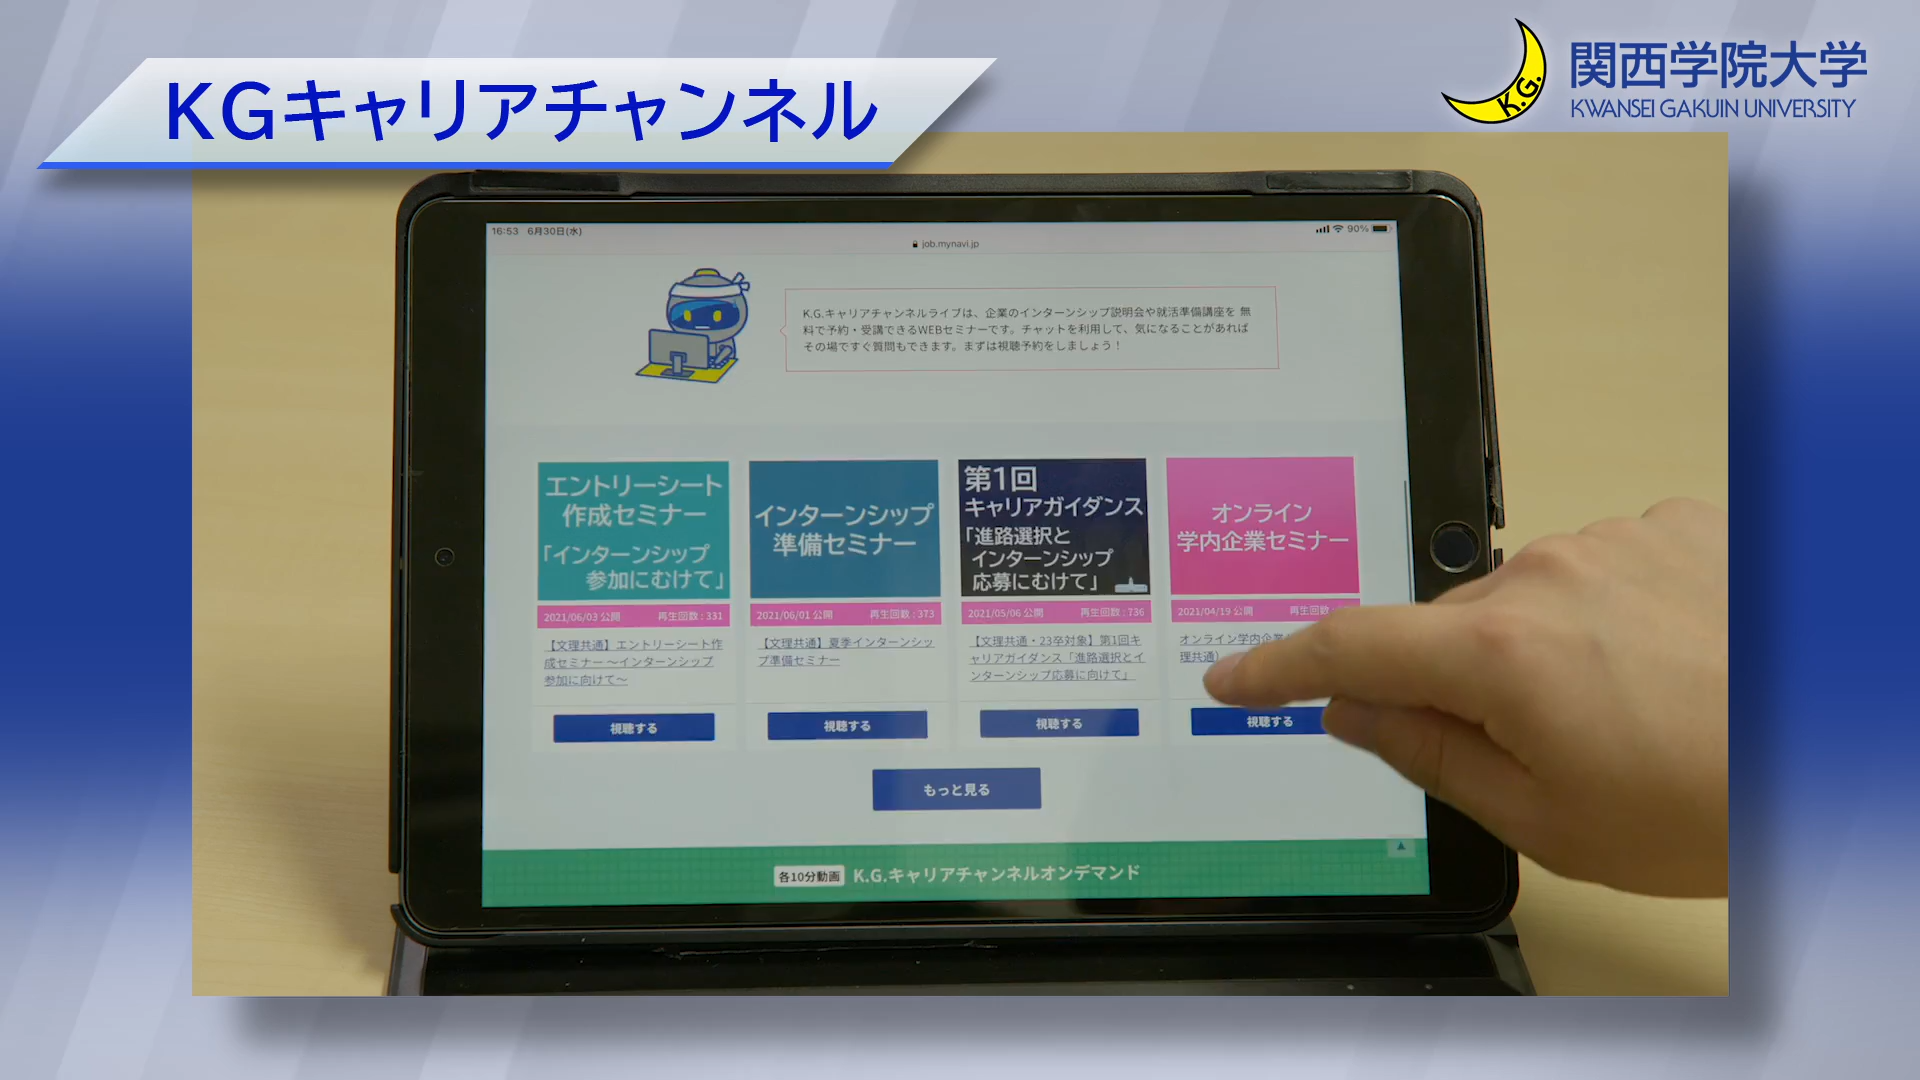 KGキャリアチャンネル
K.G.
関西学院大学
KWANSEI GAKUIN UNIVERSITY
16:53 6月30日(水)
90%
job.mynavi.jp
K.G.キャリアチャンネルライブは、企業のインターンシップ説明会や就活準備講座を 無
料で予約・受講できるWEBセミナーです。チャットを利用して、気になることがあれば
その場ですぐ質問もできます。まずは視聴予約をしましょう！
エントリーシート
作成セミナー
「インターンシップ
参加にむけて」
2021/06/03 公開 再生回数 : 331
【文理共通】エントリーシート作
成セミナー ～インターンシップ
参加に向けて～
視聴する
インターンシップ
準備セミナー
2021/06/01 公開 再生回数 : 373
【文理共通】夏季インターンシッ
プ準備セミナー
視聴する
第1回
キャリアガイダンス
「進路選択と
インターンシップ
応募にむけて」
2021/05/06 公開 再生回数 : 736
【文理共通・23卒対象】第1回キ
ャリアガイダンス「進路選択とイ
ンターンシップ応募に向けて」
視聴する
オンライン
学内企業セミナー
2021/04/19 公開 再生回数 :
オンライン学内企業
理共通）
視聴する
もっと見る
各10分動画 K.G.キャリアチャンネルオンデマンド